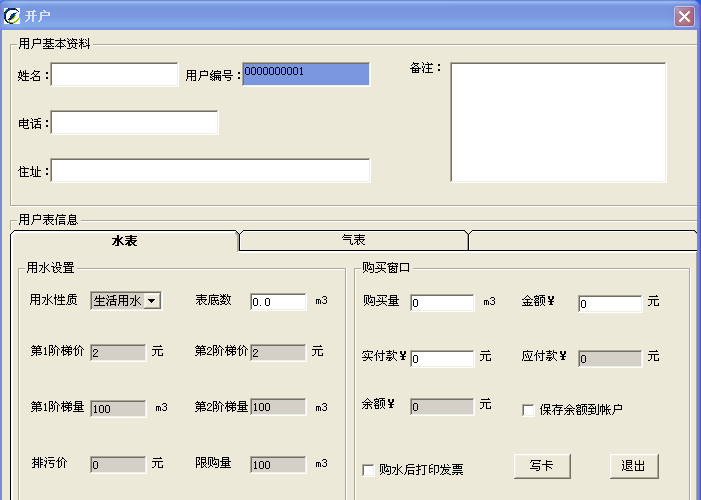 开户
用户基本资料
姓名： 用户编号： 0000000001 备注：
电话：
住址：
用户表信息
水表 气表
用水设置 购买窗口
用水性质 生活用水 表底数 0.0 m3 购买量 0 m3 金额¥ 0 元
第1阶梯价 2 元 第2阶梯价 2 元 实付款¥ 0 元 应付款¥ 0 元
第1阶梯量 100 m3 第2阶梯量 100 m3 余额¥ 0 元 保存余额到帐户
排污价 0 元 限购量 100 m3 购水后打印发票 写卡 退出